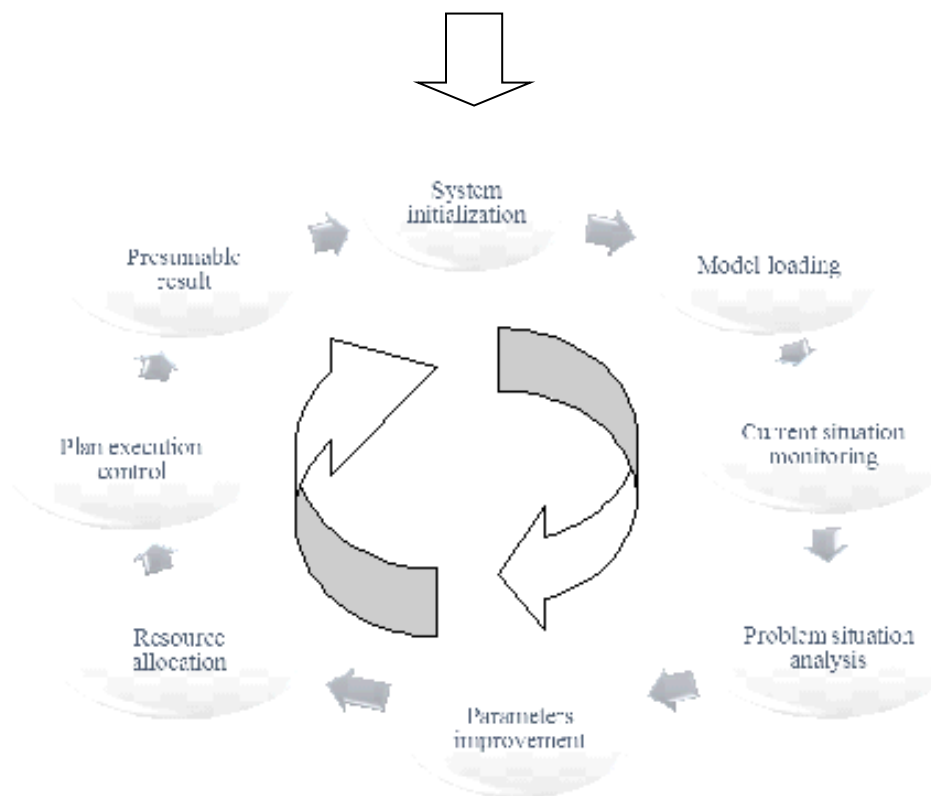 System
initialization
Model loading
Current situation
monitoring
Problem situation
analysis
Parameters
improvement
Resource
allocation
Plan execution
control
Presumable
result